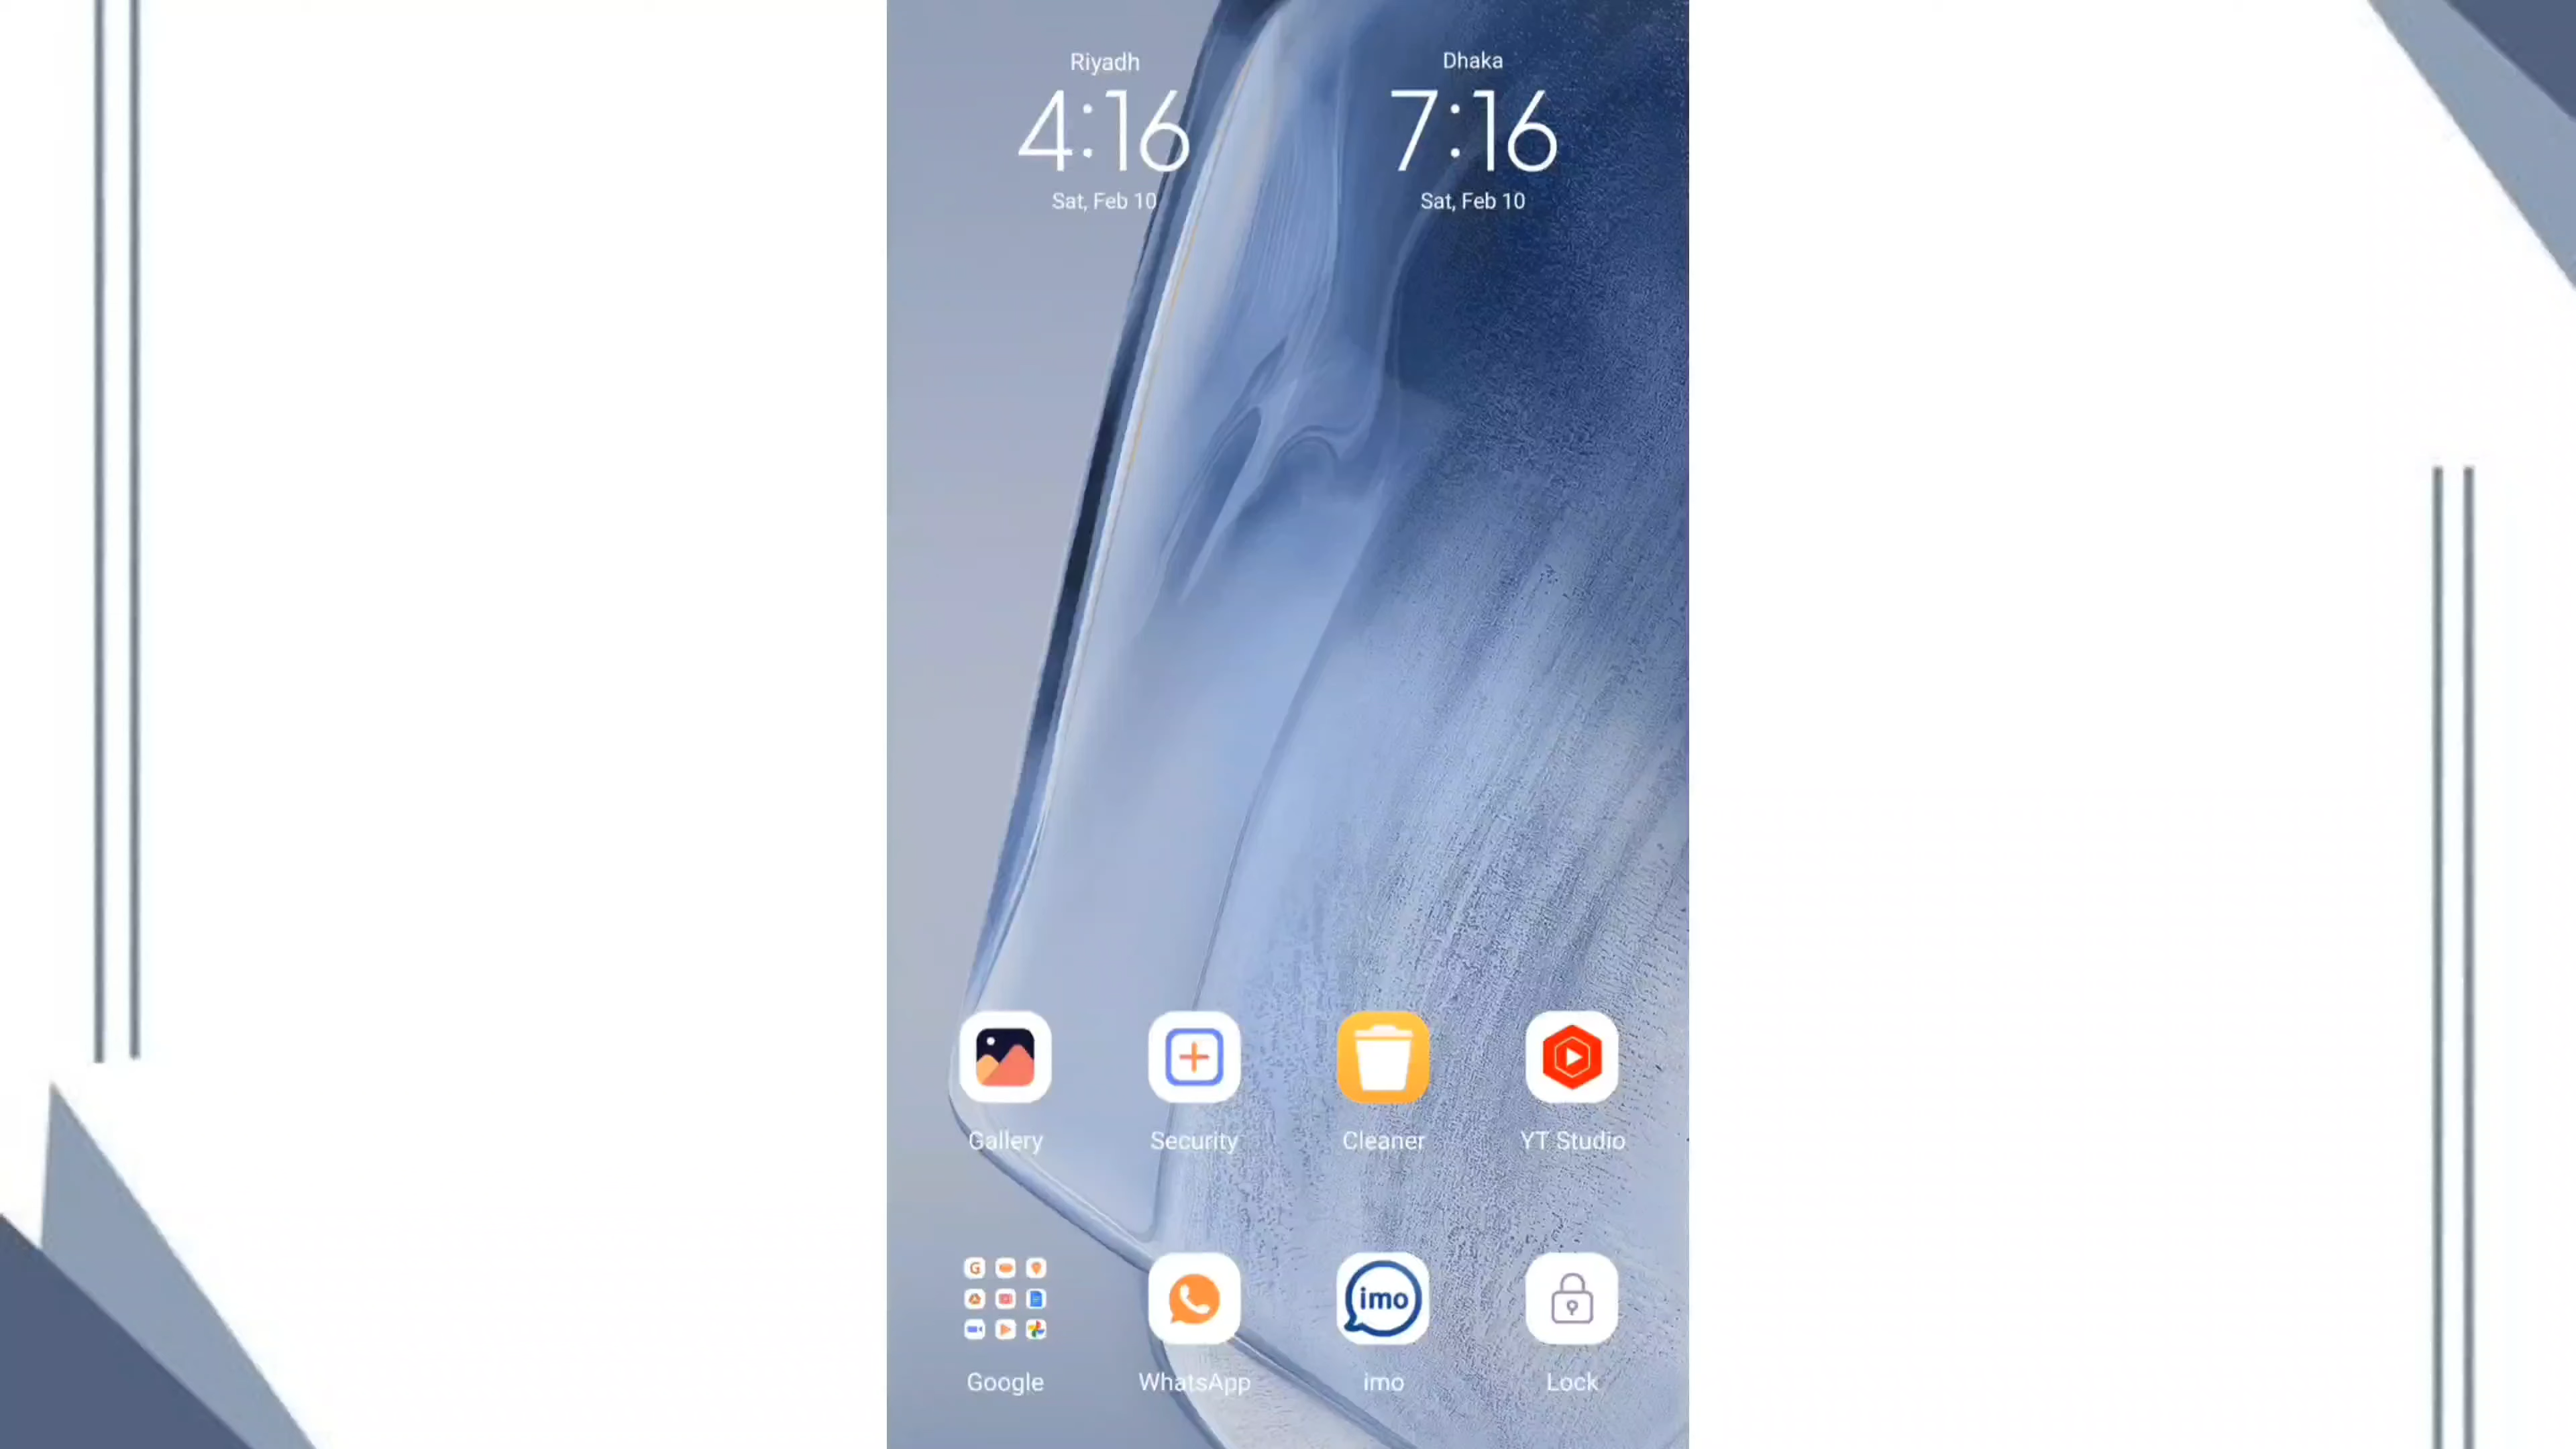 Riyadh
4:16
Sat, Feb 10
Dhaka
7:16
Sat, Feb 10
Gallery
Security
Cleaner
YT Studio
G
imo
Google
WhatsApp
imo
Lock